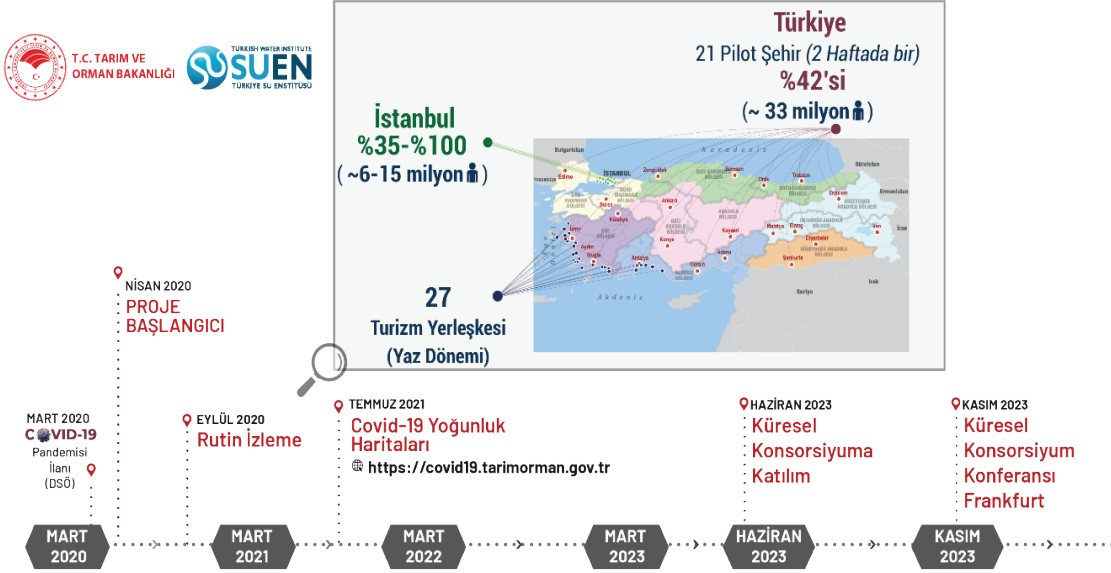 T.C. TARIM VE
ORMAN BAKANLIĞI
TURKISH WATER INSTITUTE
SUEN
TÜRKİYE SU ENSTİTÜSÜ
Türkiye
21 Pilot Şehir (2 Haftada bir)
%42'si
(~ 33 milyon)
İstanbul
%35-%100
(~6-15 milyon)
27
Turizm Yerleşkesi
(Yaz Dönemi)
Bulgaristan
Karadeniz
Gürcistan
Ermenistan
İran
Irak
Suriye
Akdeniz
Edirne
İSTANBUL
Zonguldak
Samsun
Ordu
Trabzon
Erzurum
Bursa
Ankara
Kütahya
İzmir
Aydın
Muğla
Antalya
Konya
Kayseri
Mersin
Adana
Malatya
Elazığ
Diyarbakır
Şanlıurfa
Van
MART 2020
COVID-19
Pandemisi
İlanı
(DSÖ)
NİSAN 2020
PROJE
BAŞLANGICI
EYLÜL 2020
Rutin İzleme
TEMMUZ 2021
Covid-19 Yoğunluk
Haritaları
https://covid19.tarimorman.gov.tr
HAZİRAN 2023
Küresel
Konsorsiyuma
Katılım
KASIM 2023
Küresel
Konsorsiyum
Konferansı
Frankfurt
MART
2020
MART
2021
MART
2022
MART
2023
HAZİRAN
2023
KASIM
2023